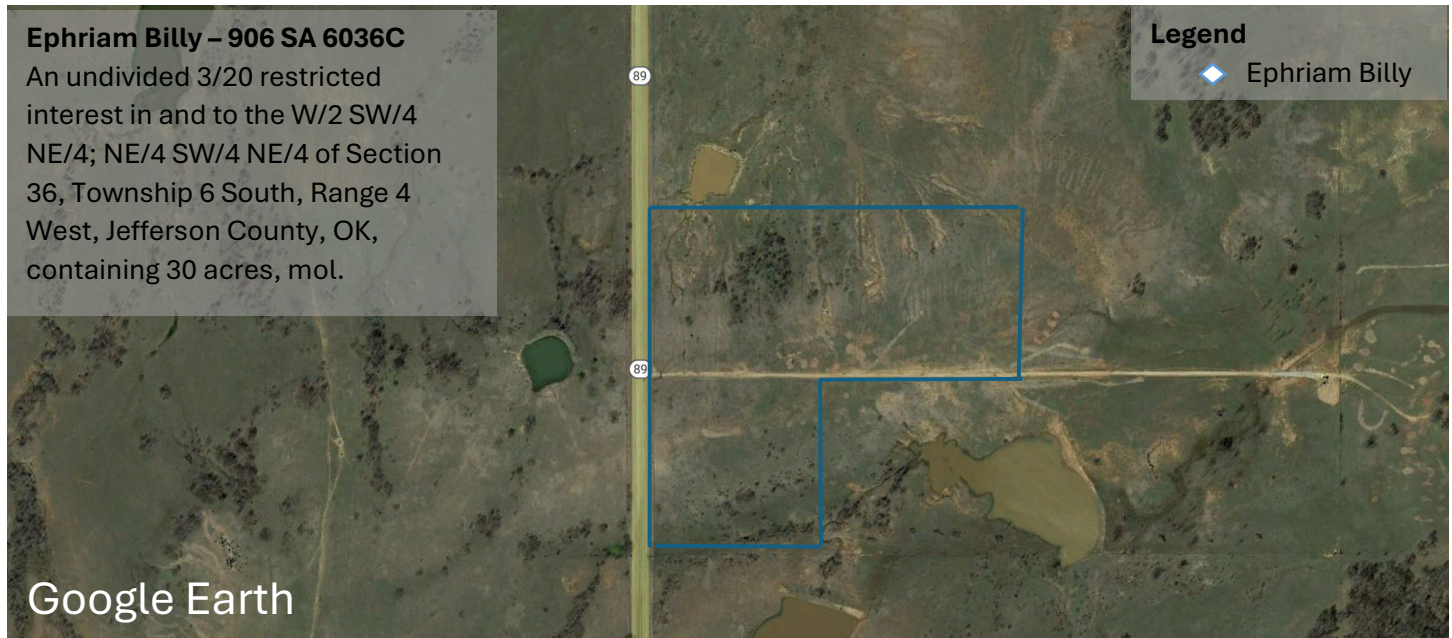 Ephriam Billy – 906 SA 6036C
An undivided 3/20 restricted
interest in and to the W/2 SW/4
NE/4; NE/4 SW/4 NE/4 of Section
36, Township 6 South, Range 4
West, Jefferson County, OK,
containing 30 acres, mol.
Legend
Ephriam Billy
89
89
Google Earth